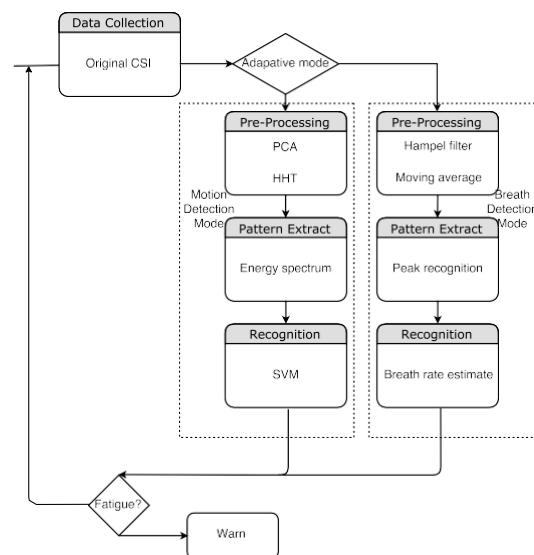 Data Collection
Original CSI
Adapative mode
Motion
Detection
Mode
Pre-Processing
PCA
HHT
Pattern Extract
Energy spectrum
Recognition
SVM
Pre-Processing
Hampel filter
Moving average
Pattern Extract
Peak recognition
Recognition
Breath rate estimate
Breath
Detection
Mode
Fatigue?
Warn